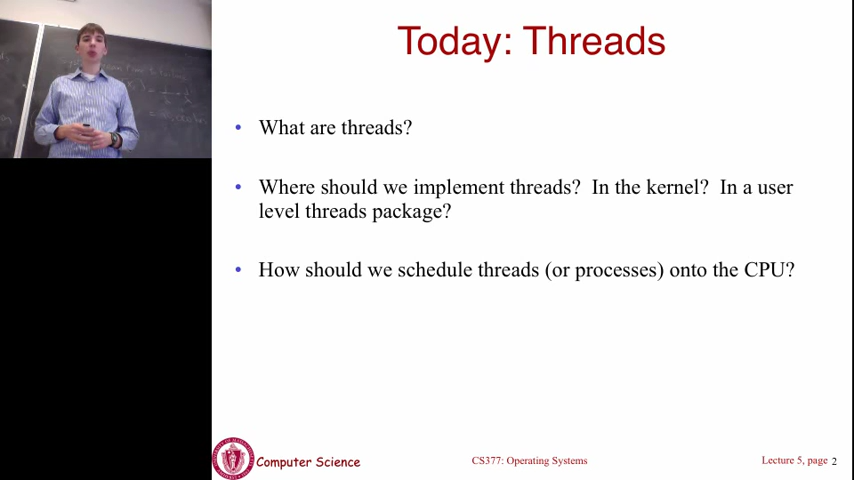 Today: Threads
• What are threads?
• Where should we implement threads? In the kernel? In a user
level threads package?
• How should we schedule threads (or processes) onto the CPU?
Computer Science
CS377: Operating Systems
Lecture 5, page 2